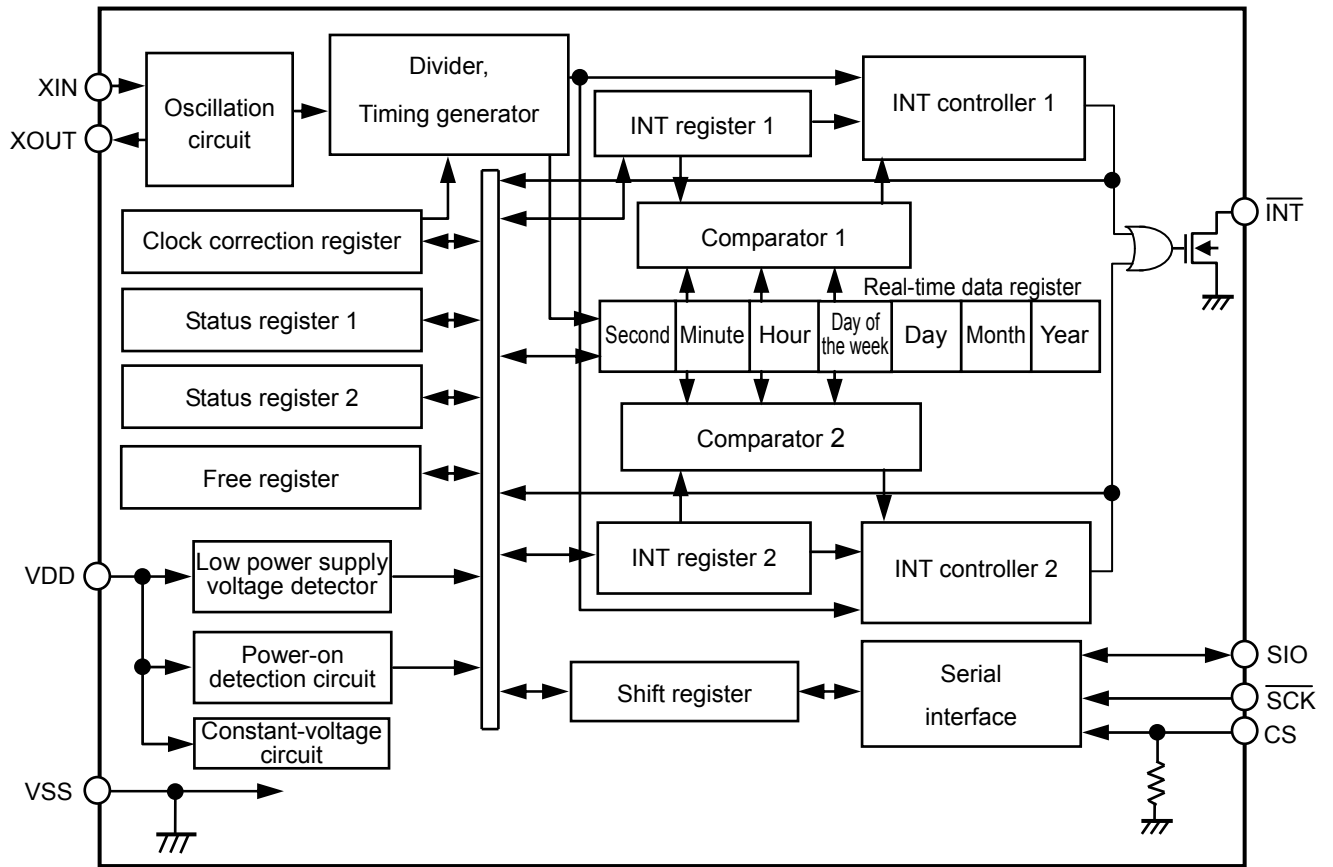 XIN
XOUT
Oscillation
circuit
Divider,
Timing generator
INT register 1
INT controller 1
Clock correction register
Comparator 1
INT
Status register 1
Real-time data register
Second
Minute
Hour
Day of
the week
Day
Month
Year
Status register 2
Comparator 2
Free register
VDD
Low power supply
voltage detector
INT register 2
INT controller 2
Power-on
detection circuit
Shift register
Serial
interface
SIO
SCK
CS
Constant-voltage
circuit
VSS